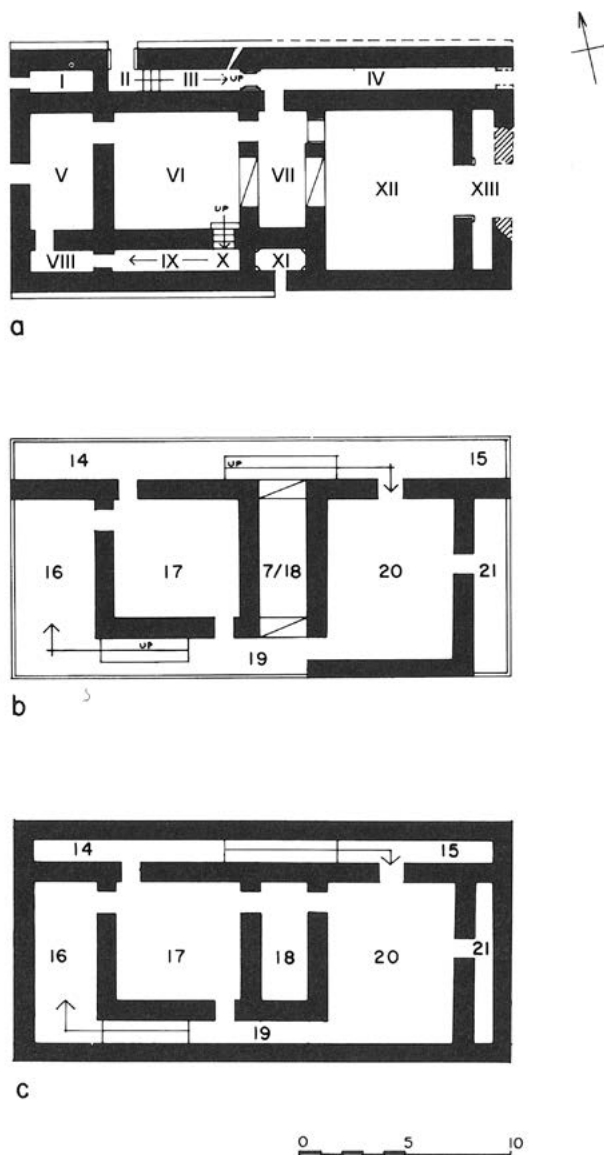 I II III UP IV
V VI VII XII XIII
UP
VIII IX X XI
a
14 UP 15
16 17 7/18 20 21
UP 19
b
14 15
16 17 18 20 21
19
c
0 5 10